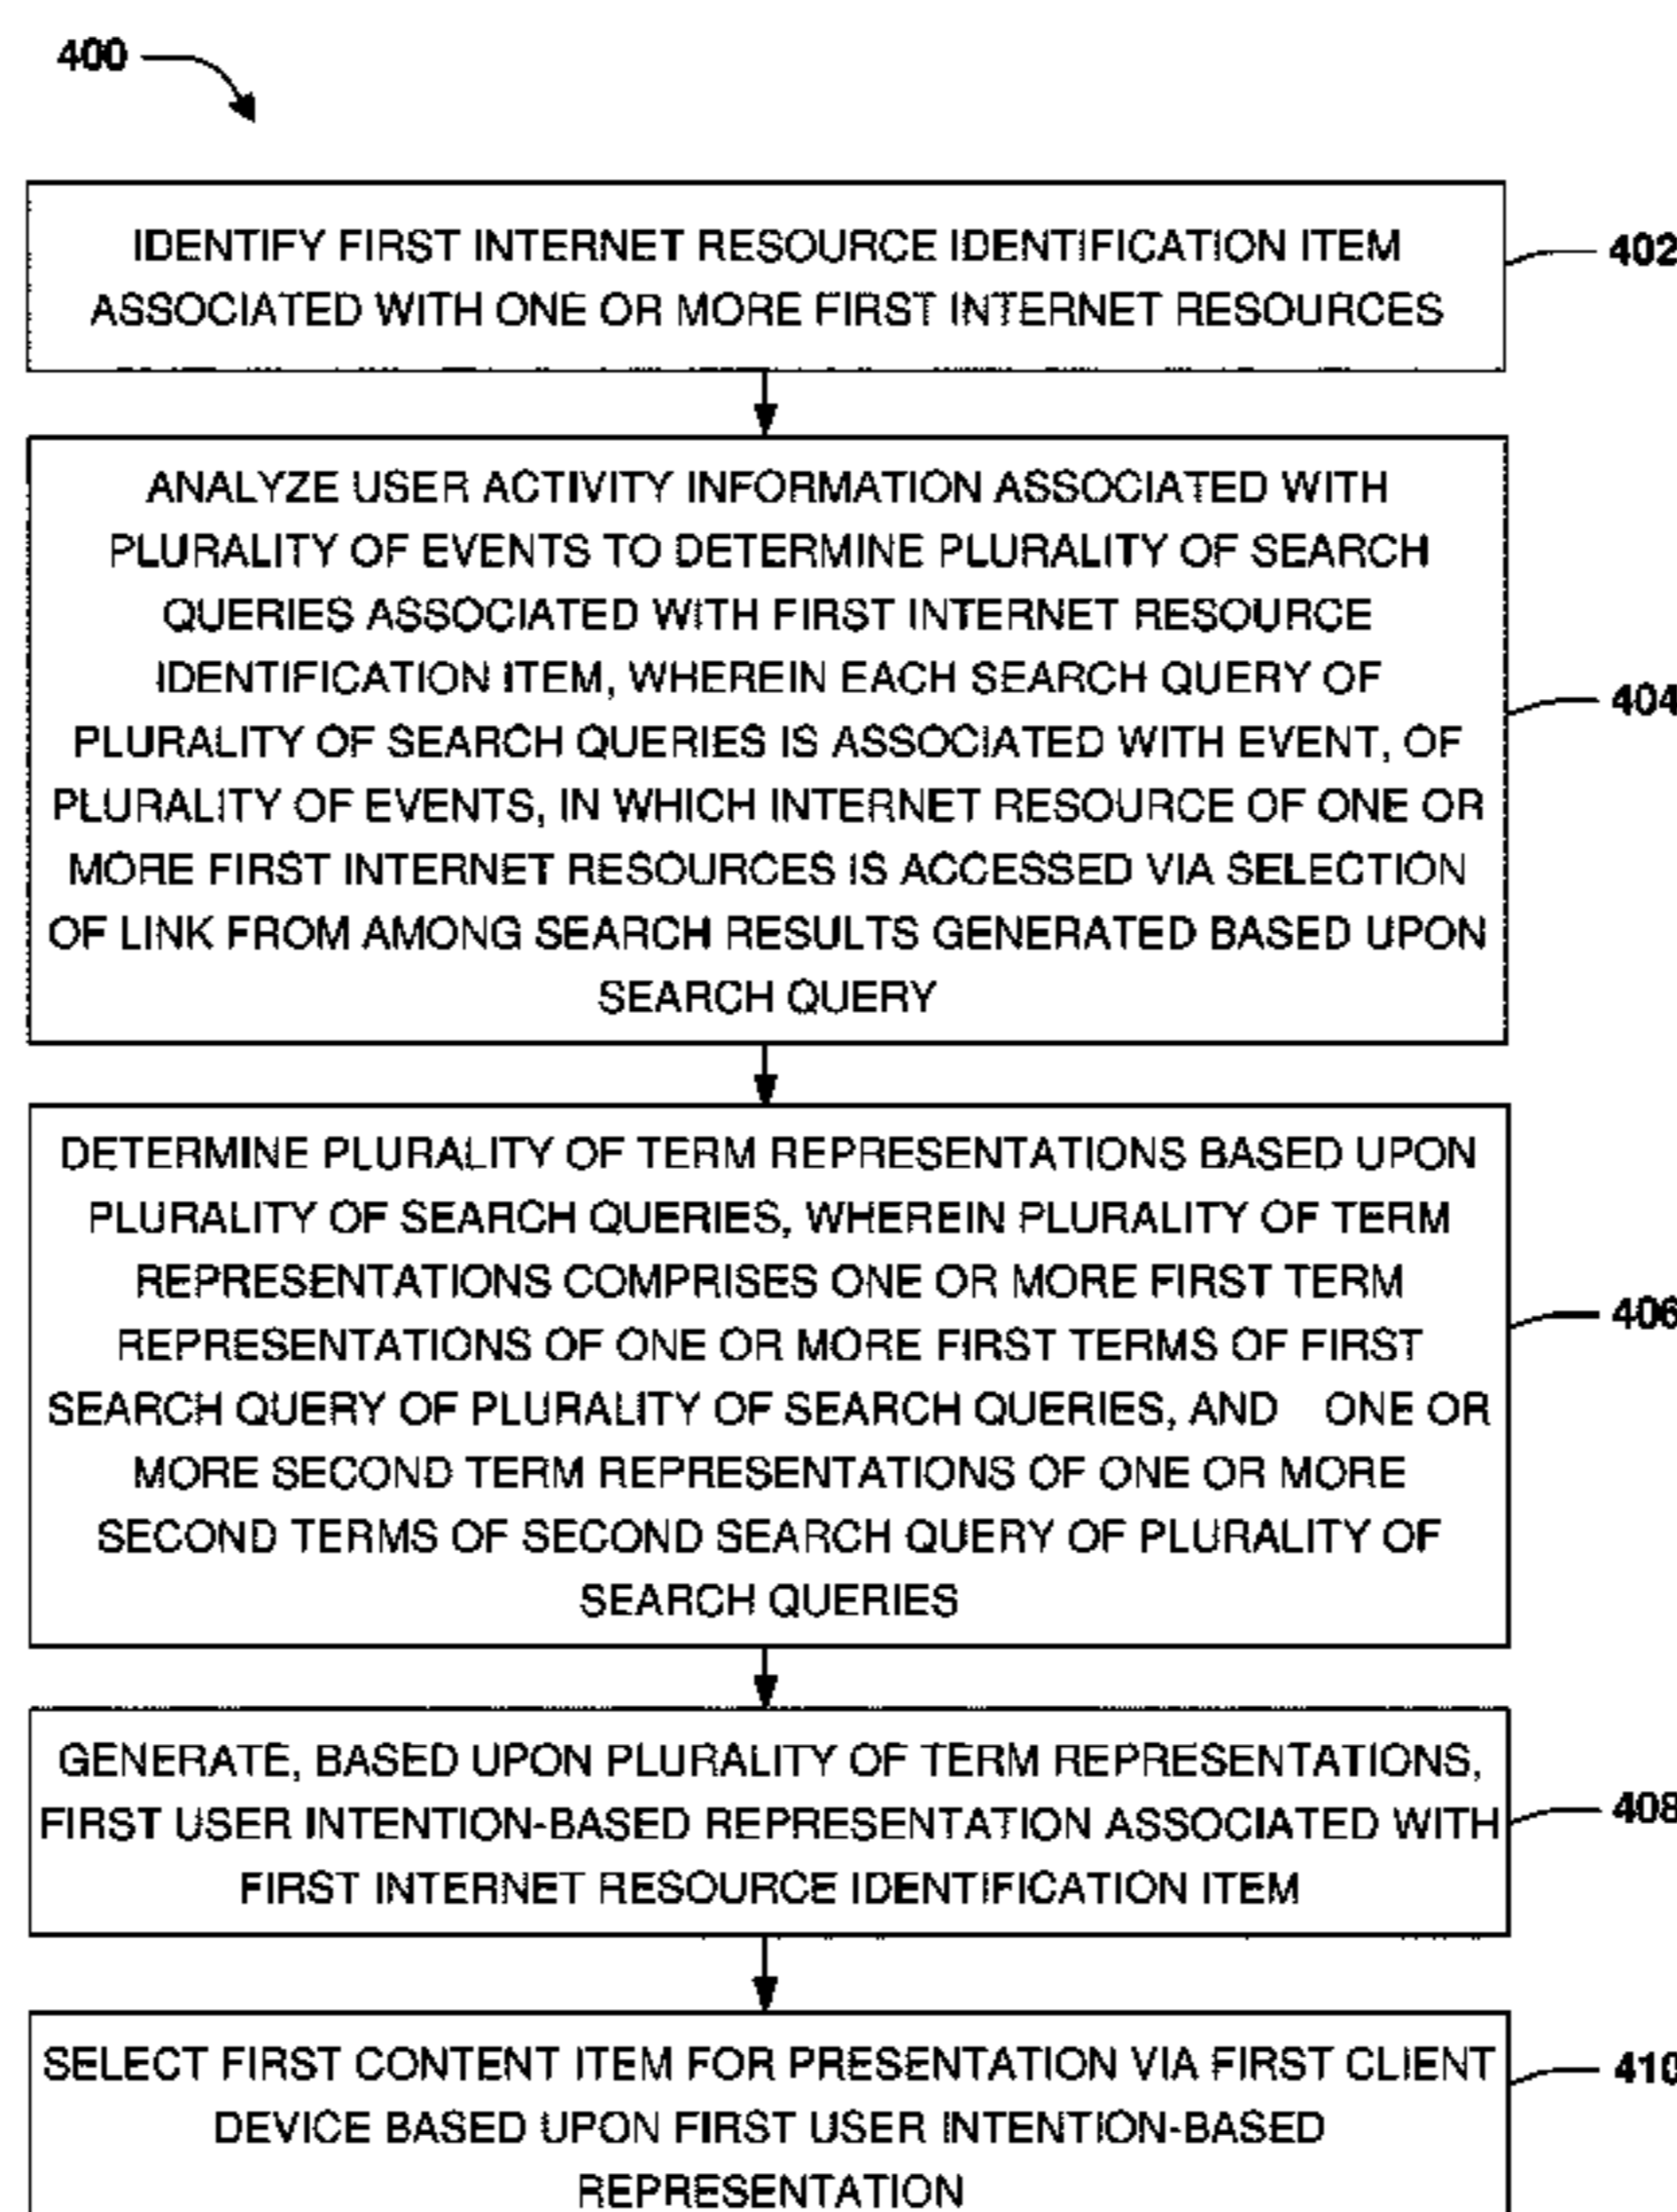 400
IDENTIFY FIRST INTERNET RESOURCE IDENTIFICATION ITEM
ASSOCIATED WITH ONE OR MORE FIRST INTERNET RESOURCES
402
ANALYZE USER ACTIVITY INFORMATION ASSOCIATED WITH
PLURALITY OF EVENTS TO DETERMINE PLURALITY OF SEARCH
QUERIES ASSOCIATED WITH FIRST INTERNET RESOURCE
IDENTIFICATION ITEM, WHEREIN EACH SEARCH QUERY OF
PLURALITY OF SEARCH QUERIES IS ASSOCIATED WITH EVENT, OF
PLURALITY OF EVENTS, IN WHICH INTERNET RESOURCE OF ONE OR
MORE FIRST INTERNET RESOURCES IS ACCESSED VIA SELECTION
OF LINK FROM AMONG SEARCH RESULTS GENERATED BASED UPON
SEARCH QUERY
404
DETERMINE PLURALITY OF TERM REPRESENTATIONS BASED UPON
PLURALITY OF SEARCH QUERIES, WHEREIN PLURALITY OF TERM
REPRESENTATIONS COMPRISES ONE OR MORE FIRST TERM
REPRESENTATIONS OF ONE OR MORE FIRST TERMS OF FIRST
SEARCH QUERY OF PLURALITY OF SEARCH QUERIES, AND ONE OR
MORE SECOND TERM REPRESENTATIONS OF ONE OR MORE
SECOND TERMS OF SECOND SEARCH QUERY OF PLURALITY OF
SEARCH QUERIES
406
GENERATE, BASED UPON PLURALITY OF TERM REPRESENTATIONS,
FIRST USER INTENTION-BASED REPRESENTATION ASSOCIATED WITH
FIRST INTERNET RESOURCE IDENTIFICATION ITEM
408
SELECT FIRST CONTENT ITEM FOR PRESENTATION VIA FIRST CLIENT
DEVICE BASED UPON FIRST USER INTENTION-BASED
REPRESENTATION
410